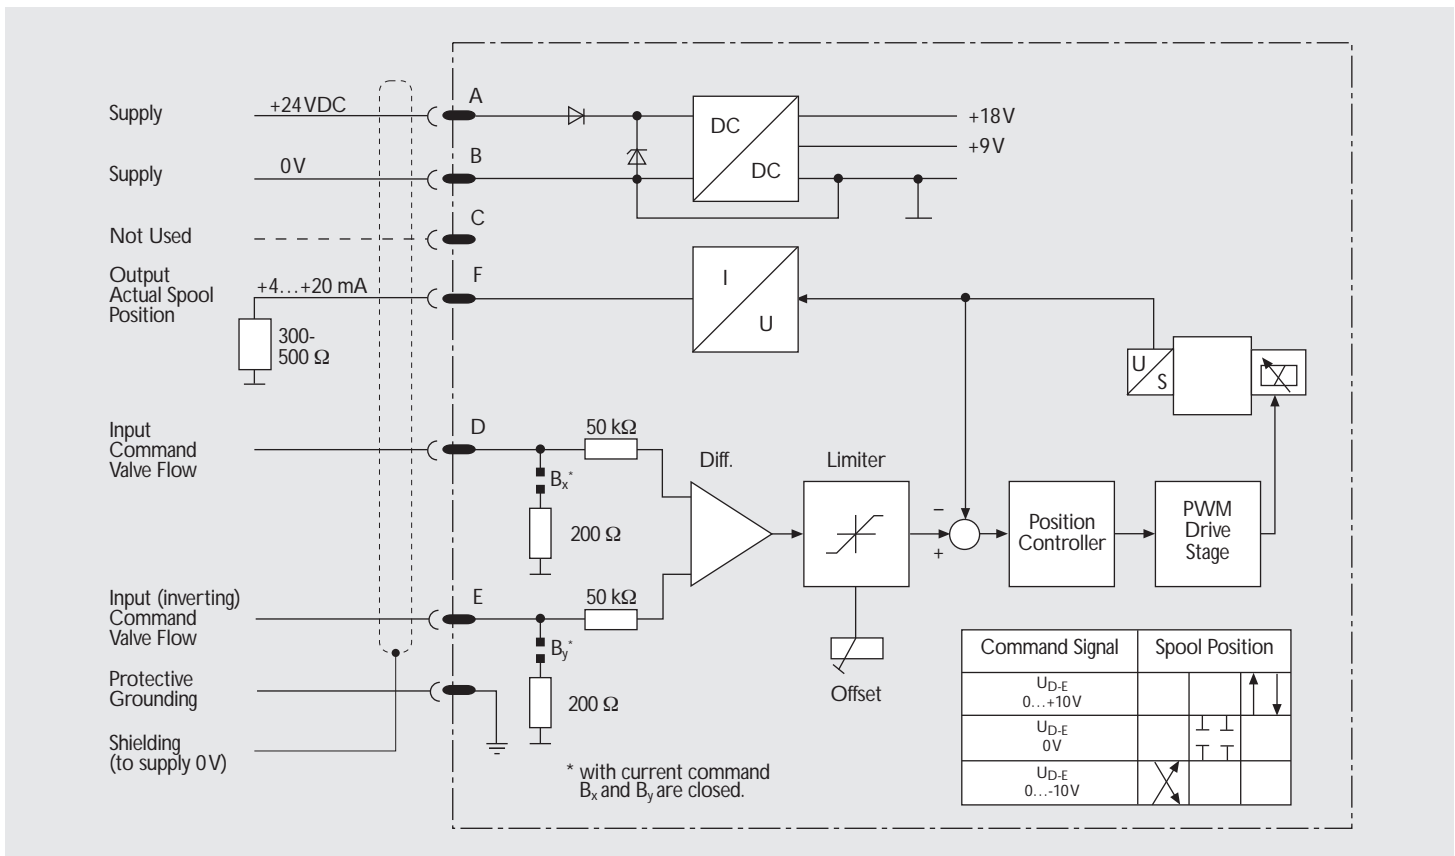 Supply
+24VDC
A
DC
DC
+18V
+9V
Supply
0V
B
C
Not Used
Output
Actual Spool
Position
+4...+20 mA
F
I
U
300-
500 Ω
U
S
Input
Command
Valve Flow
D
50 kΩ
Bx*
200 Ω
Diff.
Limiter
−
+
Position
Controller
PWM
Drive
Stage
Input (inverting)
Command
Valve Flow
E
50 kΩ
By*
200 Ω
Offset
Protective
Grounding
Shielding
(to supply 0V)
* with current command
Bx and By are closed.
Command Signal
Spool Position
UD-E
0...+10V
UD-E
0V
UD-E
0...-10V